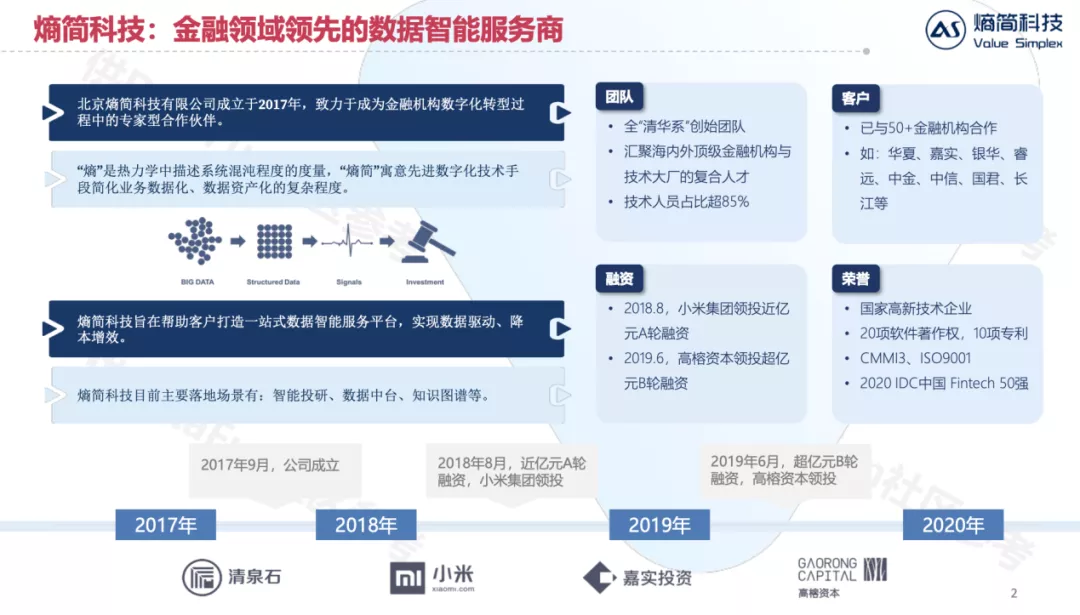 熵简科技：金融领域领先的数据智能服务商
熵简科技
Value Simplex
北京熵简科技有限公司成立于2017年，致力于成为金融机构数字化转型过
程中的专家型合作伙伴。
“熵”是热力学中描述系统混沌程度的度量，“熵简”寓意先进数字化技术手
段简化业务数据化、数据资产化的复杂程度。
BIG DATA
Structured Data
Signals
Investment
熵简科技旨在帮助客户打造一站式数据智能服务平台，实现数据驱动、降
本增效。
熵简科技目前主要落地场景有：智能投研、数据中台、知识图谱等。
团队
• 全“清华系”创始团队
• 汇聚海内外顶级金融机构与
技术大厂的复合人才
• 技术人员占比超85%
客户
• 已与50+金融机构合作
• 如：华夏、嘉实、银华、睿
远、中金、中信、国君、长
江等
融资
• 2018.8，小米集团领投近亿
元A轮融资
• 2019.6，高榕资本领投超亿
元B轮融资
荣誉
• 国家高新技术企业
• 20项软件著作权，10项专利
• CMMI3、ISO9001
• 2020 IDC中国 Fintech 50强
2017年9月，公司成立
2018年8月，近亿元A轮
融资，小米集团领投
2019年6月，超亿元B轮
融资，高榕资本领投
2017年
2018年
2019年
2020年
清泉石
小米
xiaomi.com
嘉实投资
GAORONG
CAPITAL
高榕资本
2